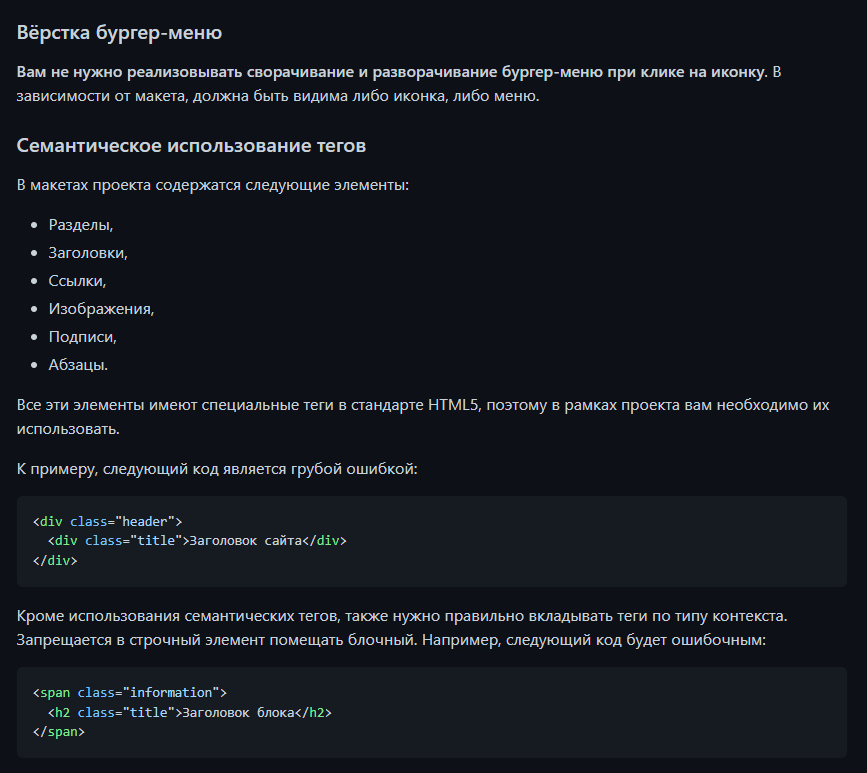 Вёрстка бургер-меню
Вам не нужно реализовывать сворачивание и разворачивание бургер-меню при клике на иконку. В
зависимости от макета, должна быть видима либо иконка, либо меню.
Семантическое использование тегов
В макетах проекта содержатся следующие элементы:
Разделы,
Заголовки,
Ссылки,
Изображения,
Подписи,
Абзацы.
Все эти элементы имеют специальные теги в стандарте HTML5, поэтому в рамках проекта вам необходимо их
использовать.
К примеру, следующий код является грубой ошибкой:
<div class="header">
  <div class="title">Заголовок сайта</div>
</div>
Кроме использования семантических тегов, также нужно правильно вкладывать теги по типу контекста.
Запрещается в строчный элемент помещать блочный. Например, следующий код будет ошибочным:
<span class="information">
  <h2 class="title">Заголовок блока</h2>
</span>